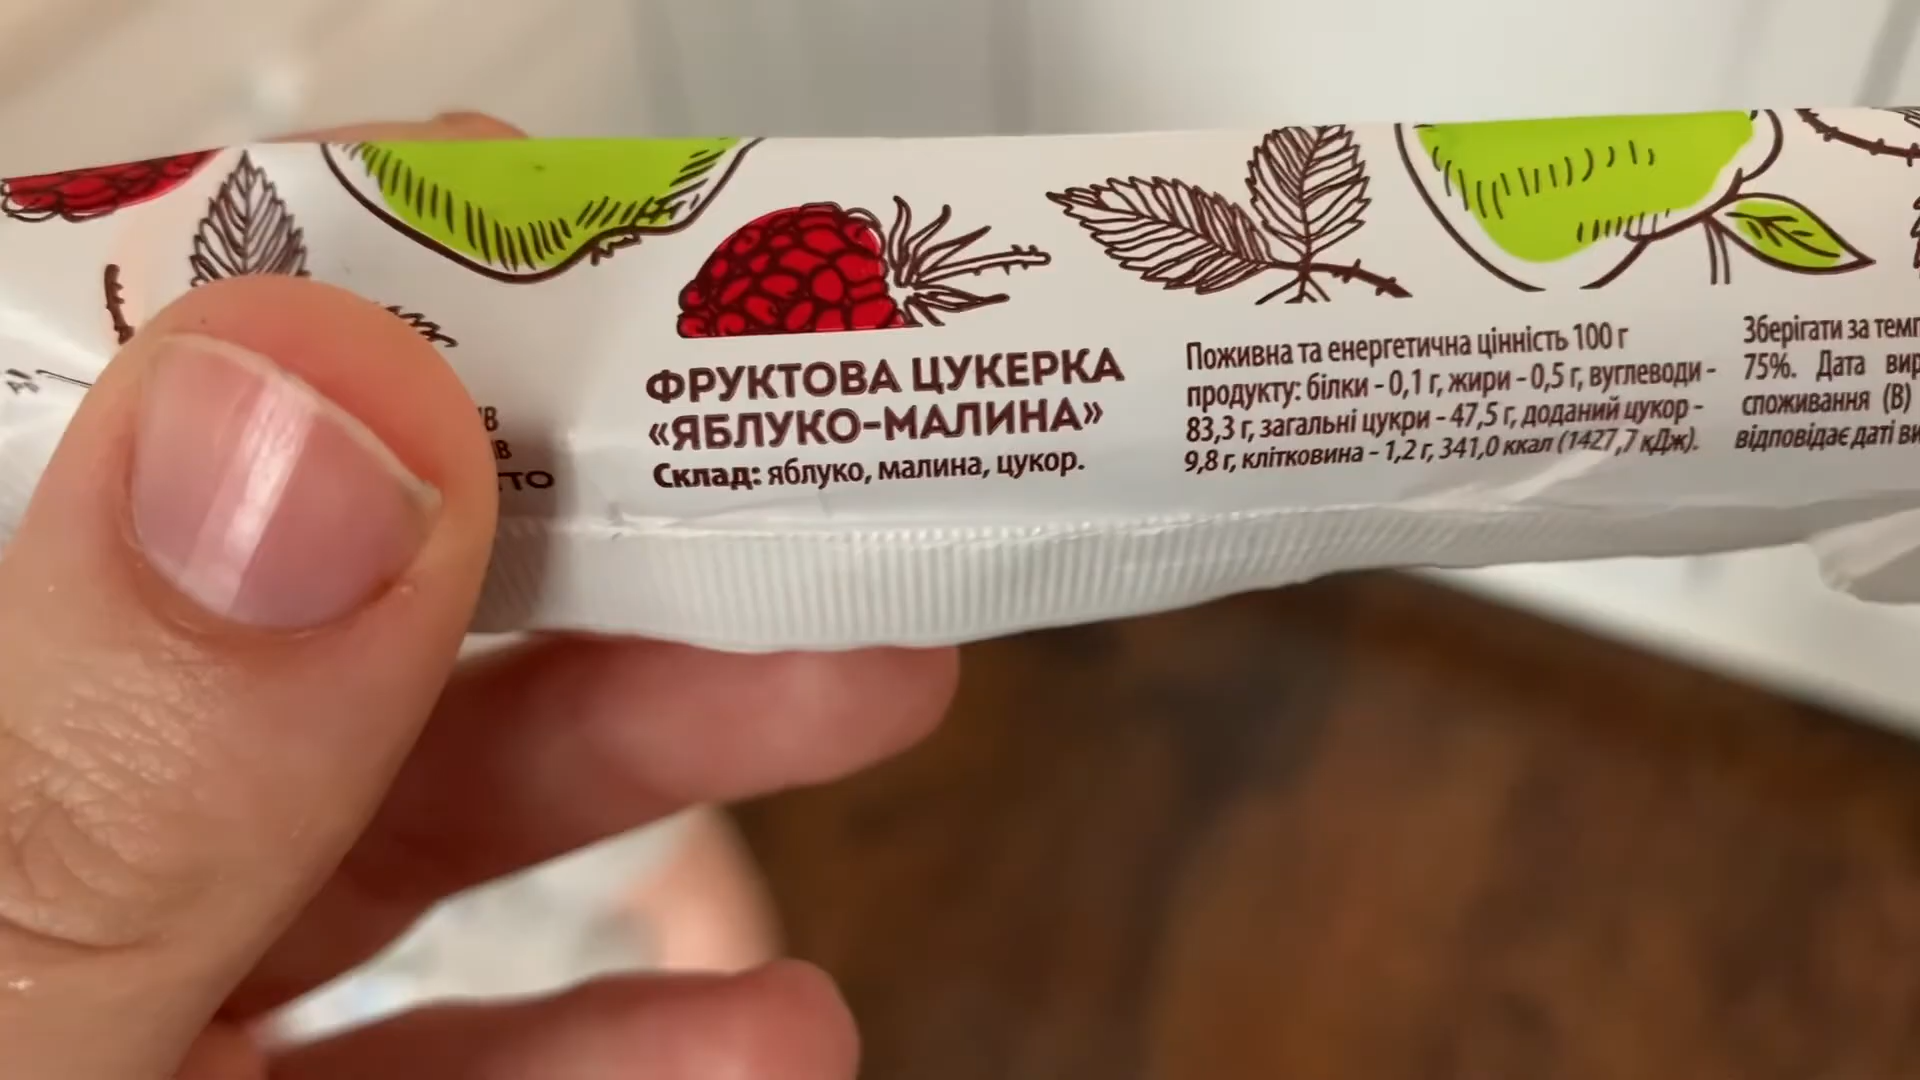 ФРУКТОВА ЦУКЕРКА
«ЯБЛУКО-МАЛИНА»
Склад: яблуко, малина, цукор.
Поживна та енергетична цінність 100 г
продукту: білки - 0,1 г, жири - 0,5 г, вуглеводи -
83,3 г, загальні цукри - 47,5 г, доданий цукор -
9,8 г, клітковина - 1,2 г, 341,0 ккал (1427,7 кДж).
Зберігати за
75%. Дата
споживання (В)
відповідає даті